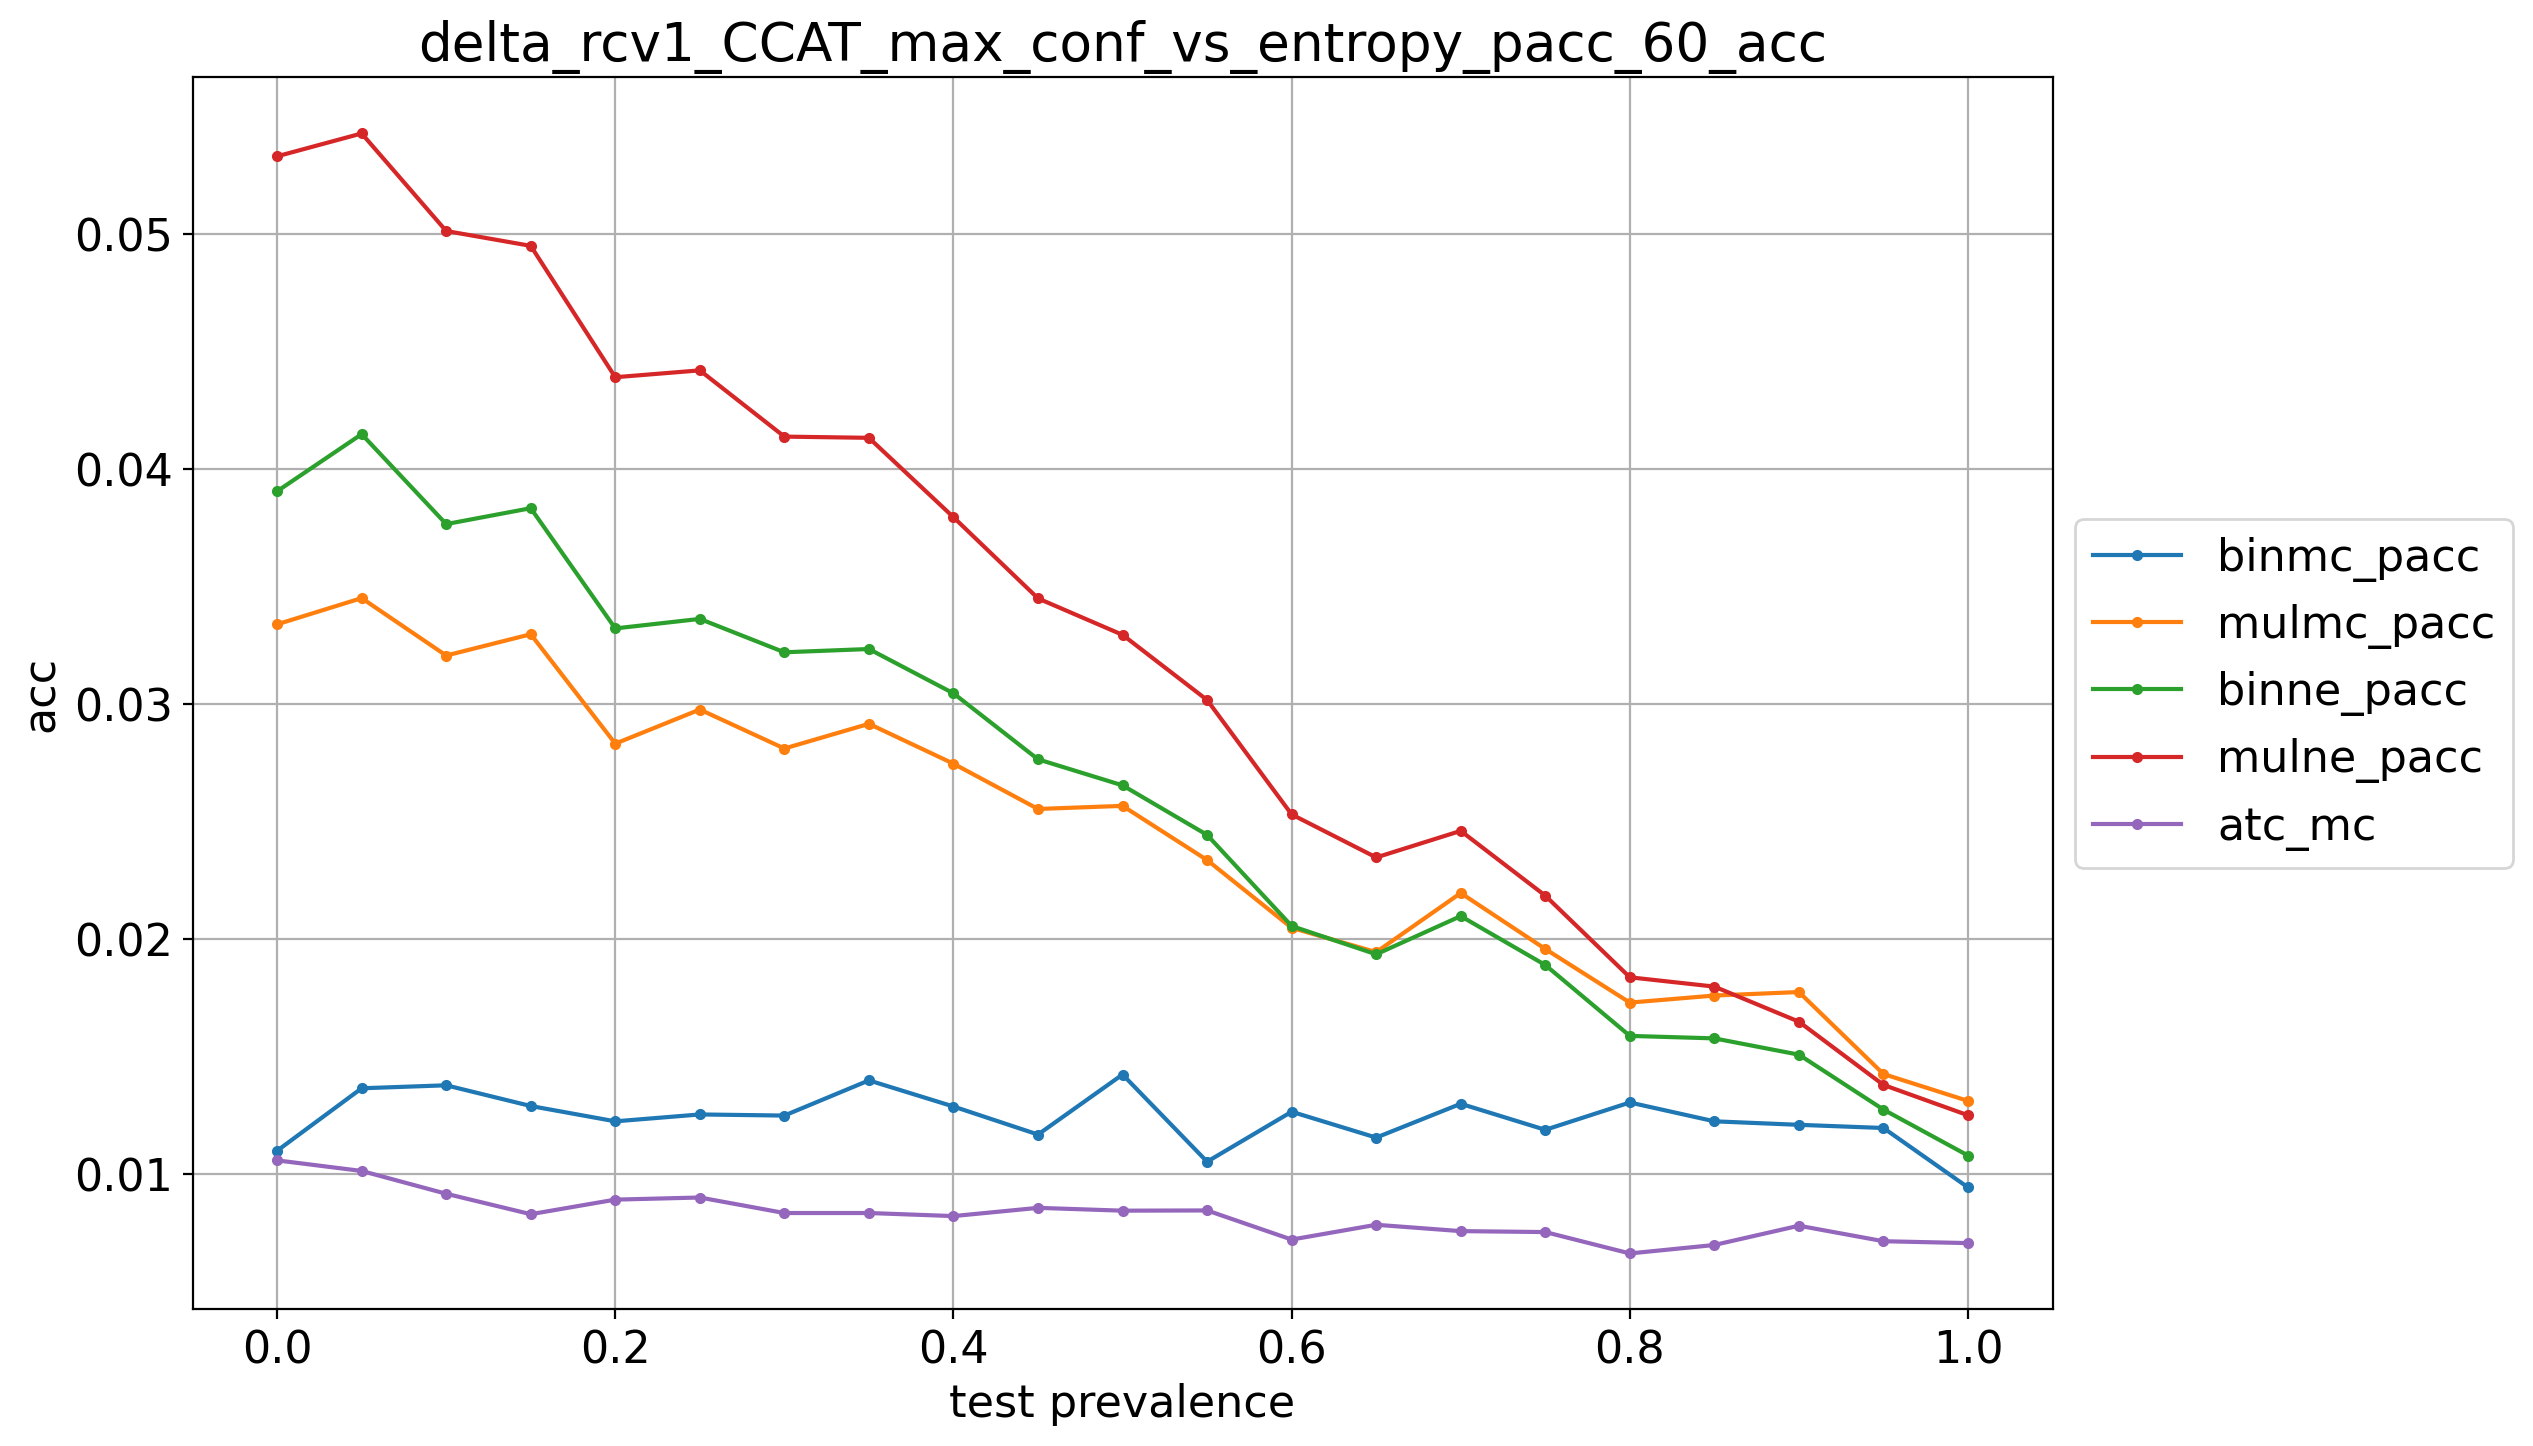 delta_rcv1_CCAT_max_conf_vs_entropy_pacc_60_acc
acc
0.05
0.04
0.03
0.02
0.01
0.0 0.2 0.4 0.6 0.8 1.0
test prevalence
binmc_pacc
mulmc_pacc
binne_pacc
mulne_pacc
atc_mc